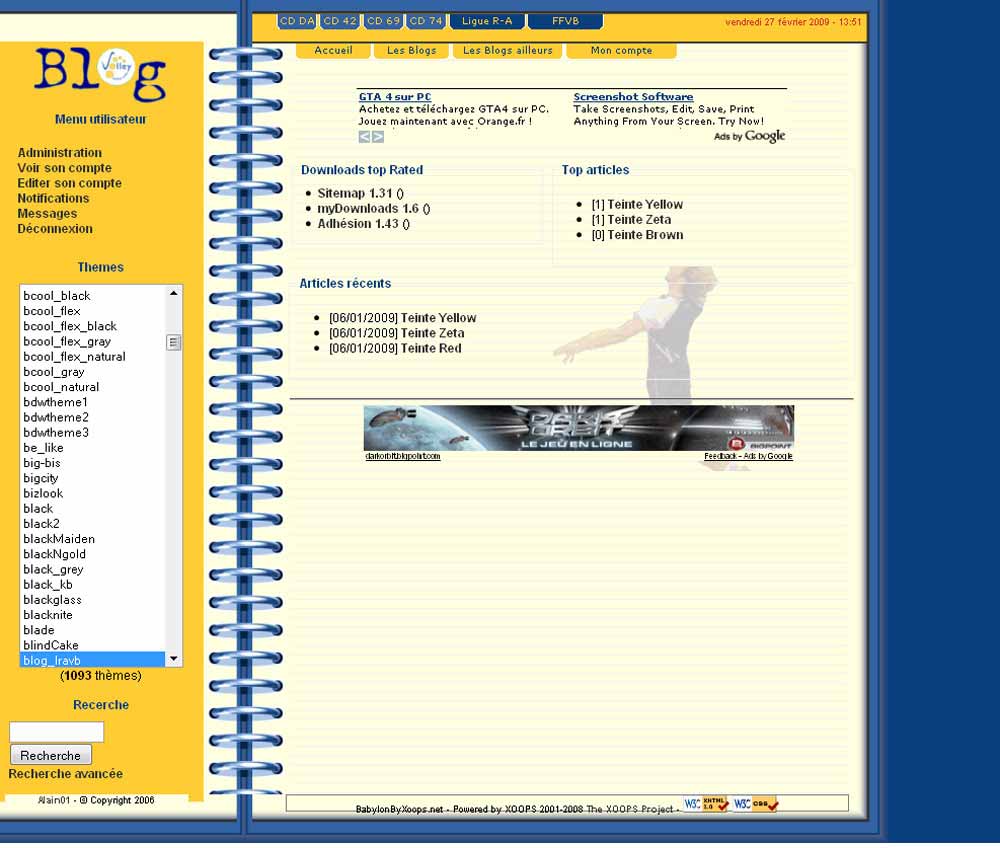 CD DA CD 42 CD 69 CD 74 Ligue R-A FFVB
vendredi 27 février 2009 - 13:51
Accueil Les Blogs Les Blogs ailleurs Mon compte
Blog
Volley
Menu utilisateur
Administration
Voir son compte
Editer son compte
Notifications
Messages
Déconnexion
Themes
bcool_black
bcool_flex
bcool_flex_black
bcool_flex_gray
bcool_flex_natural
bcool_gray
bcool_natural
bdwtheme1
bdwtheme2
bdwtheme3
be_like
big-bis
bigcity
bizlook
black
black2
blackMaiden
blackNgold
black_grey
black_kb
blackglass
blacknite
blade
blindCake
blog_lravb
(1093 thèmes)
Recerche
Recherche
Recherche avancée
Alain01 - © Copyright 2006
GTA 4 sur PC
Achetez et téléchargez GTA4 sur PC.
Jouez maintenant avec Orange.fr !
Screenshot Software
Take Screenshots, Edit, Save, Print
Anything From Your Screen. Try Now!
Ads by Google
Downloads top Rated
Sitemap 1.31 ()
myDownloads 1.6 ()
Adhésion 1.43 ()
Top articles
[1] Teinte Yellow
[1] Teinte Zeta
[0] Teinte Brown
Articles récents
[06/01/2009] Teinte Yellow
[06/01/2009] Teinte Zeta
[06/01/2009] Teinte Red
DARK ORBIT
LE JEU EN LIGNE
BIGPOINT
darkorbit.bigpoint.com
Feedback - Ads by Google
BabylonByXoops.net - Powered by XOOPS 2001-2008 The XOOPS Project -
W3C XHTML 1.0
W3C css